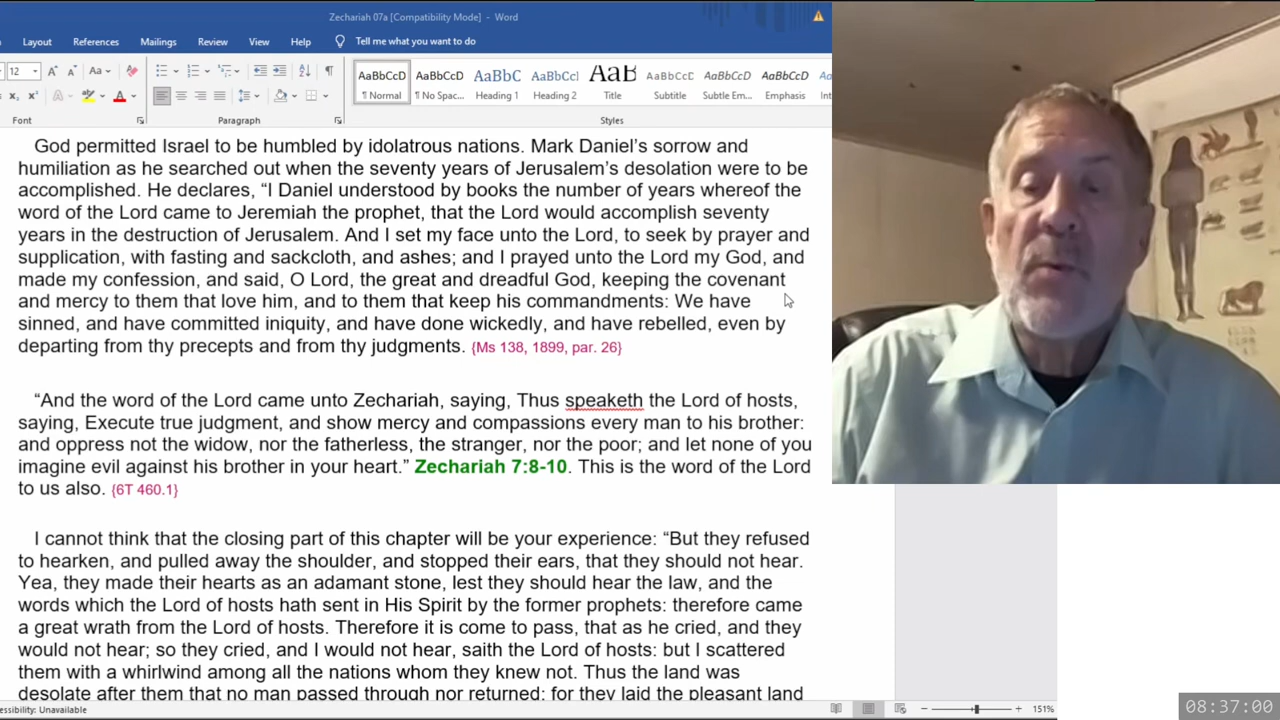 Zechariah 07a [Compatibility Mode] - Word
Layout References Mailings Review View Help Tell me what you want to do
12 Aa
AaBbCcD AaBbCcD AaBbC AaBbCcI AaB AaBbCcD AaBbCcD AaBbCcD
¶ Normal ¶ No Spac... Heading 1 Heading 2 Title Subtitle Subtle Em... Emphasis
Font Paragraph Styles
God permitted Israel to be humbled by idolatrous nations. Mark Daniel's sorrow and
humiliation as he searched out when the seventy years of Jerusalem's desolation were to be
accomplished. He declares, “I Daniel understood by books the number of years whereof the
word of the Lord came to Jeremiah the prophet, that the Lord would accomplish seventy
years in the destruction of Jerusalem. And I set my face unto the Lord, to seek by prayer and
supplication, with fasting and sackcloth, and ashes; and I prayed unto the Lord my God, and
made my confession, and said, O Lord, the great and dreadful God, keeping the covenant
and mercy to them that love him, and to them that keep his commandments: We have
sinned, and have committed iniquity, and have done wickedly, and have rebelled, even by
departing from thy precepts and from thy judgments. {Ms 138, 1899, par. 26}
“And the word of the Lord came unto Zechariah, saying, Thus speaketh the Lord of hosts,
saying, Execute true judgment, and show mercy and compassions every man to his brother:
and oppress not the widow, nor the fatherless, the stranger, nor the poor; and let none of you
imagine evil against his brother in your heart.” Zechariah 7:8-10. This is the word of the Lord
to us also. {6T 460.1}
I cannot think that the closing part of this chapter will be your experience: “But they refused
to hearken, and pulled away the shoulder, and stopped their ears, that they should not hear.
Yea, they made their hearts as an adamant stone, lest they should hear the law, and the
words which the Lord of hosts hath sent in His Spirit by the former prophets: therefore came
a great wrath from the Lord of hosts. Therefore it is come to pass, that as he cried, and they
would not hear; so they cried, and I would not hear, saith the Lord of hosts: but I scattered
them with a whirlwind among all the nations whom they knew not. Thus the land was
desolate after them that no man passed through nor returned: for they laid the pleasant land
ssibility: Unavailable 151%
08:37:00